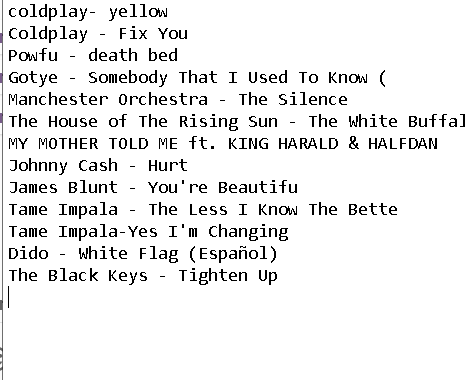 coldplay- yellow
Coldplay - Fix You
Powfu - death bed
Gotye - Somebody That I Used To Know (
Manchester Orchestra - The Silence
The House of The Rising Sun - The White Buffal
MY MOTHER TOLD ME ft. KING HARALD & HALFDAN
Johnny Cash - Hurt
James Blunt - You're Beautifu
Tame Impala - The Less I Know The Bette
Tame Impala-Yes I'm Changing
Dido - White Flag (Español)
The Black Keys - Tighten Up